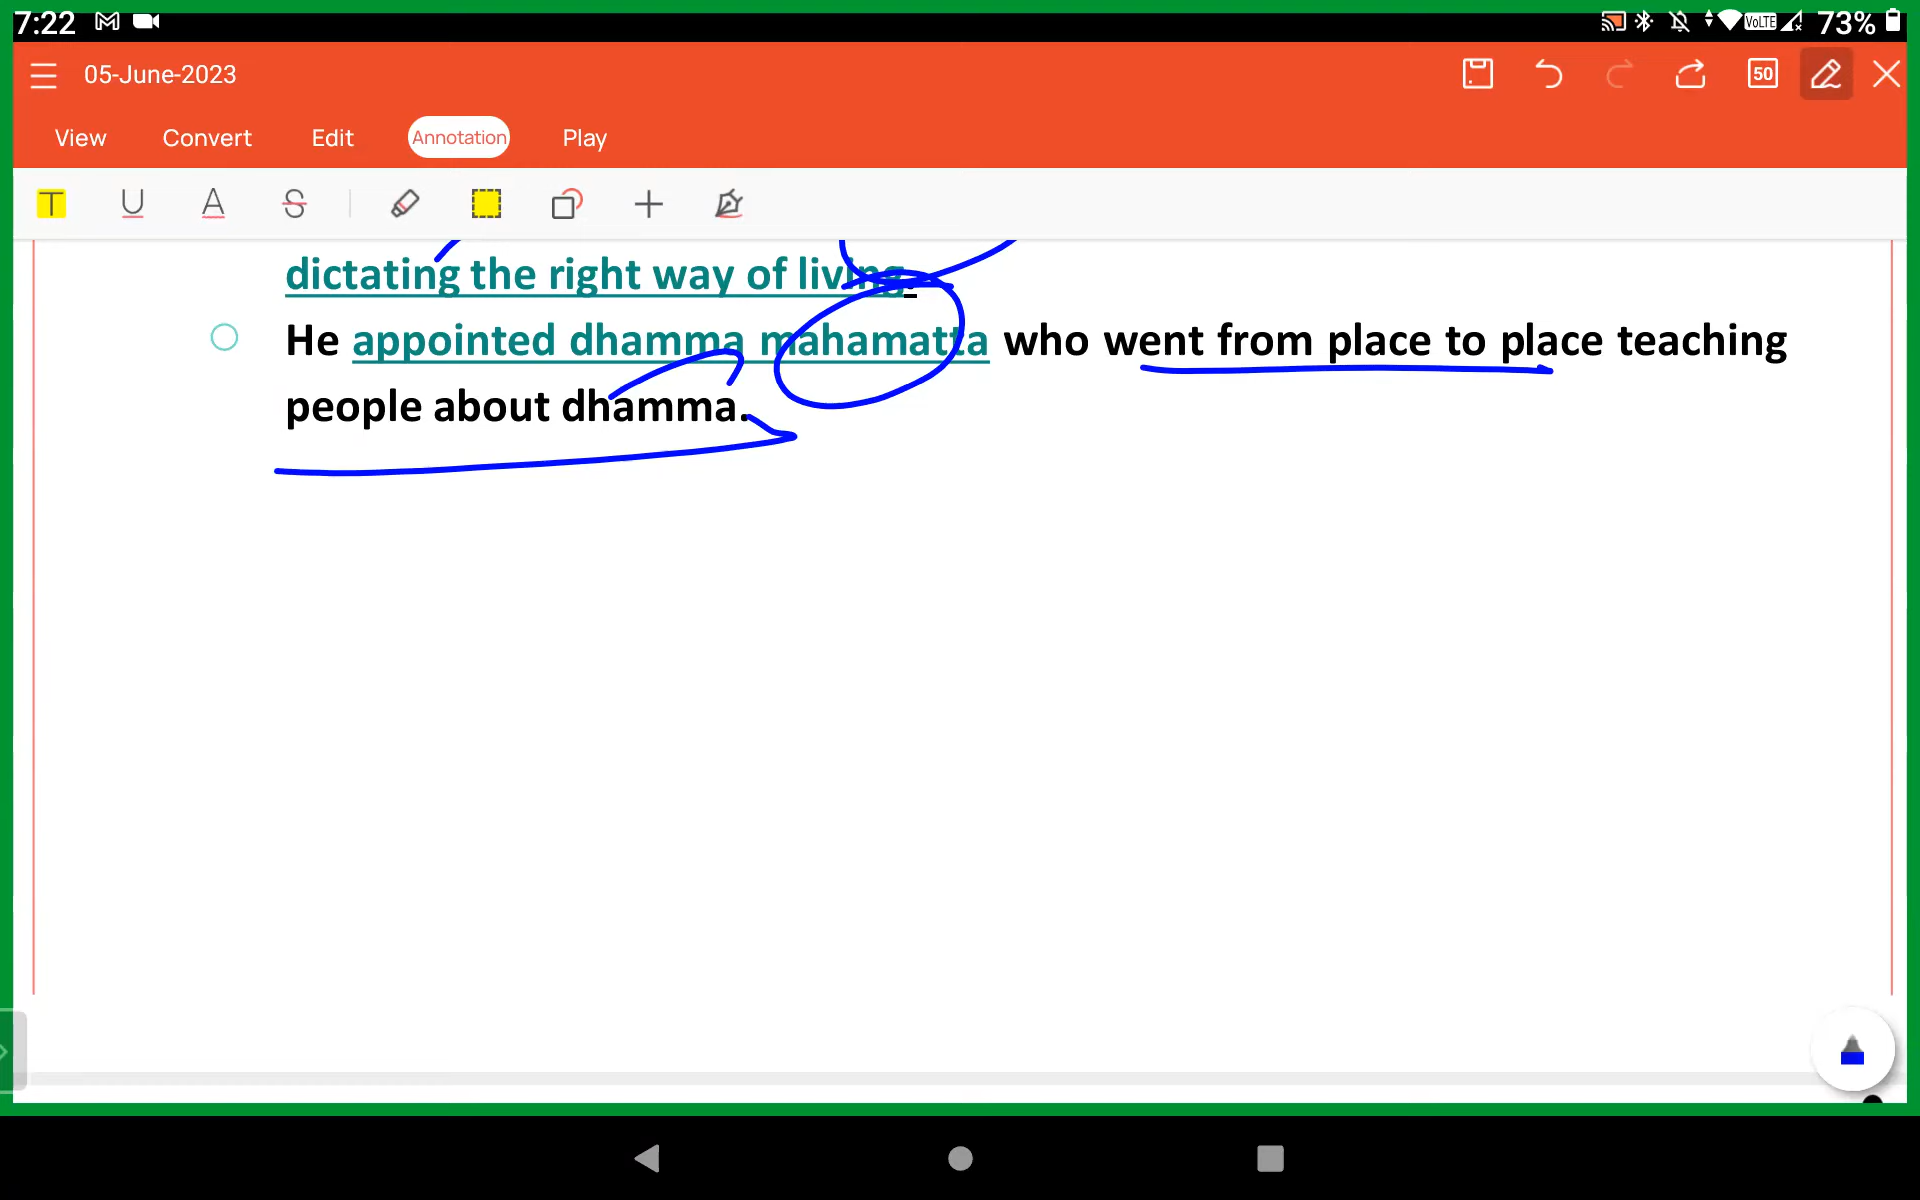 7:22
VoLTE 73%
05-June-2023
50
View Convert Edit Annotation Play
T U A S
dictating the right way of living.
He appointed dhamma mahamatta who went from place to place teaching
people about dhamma.